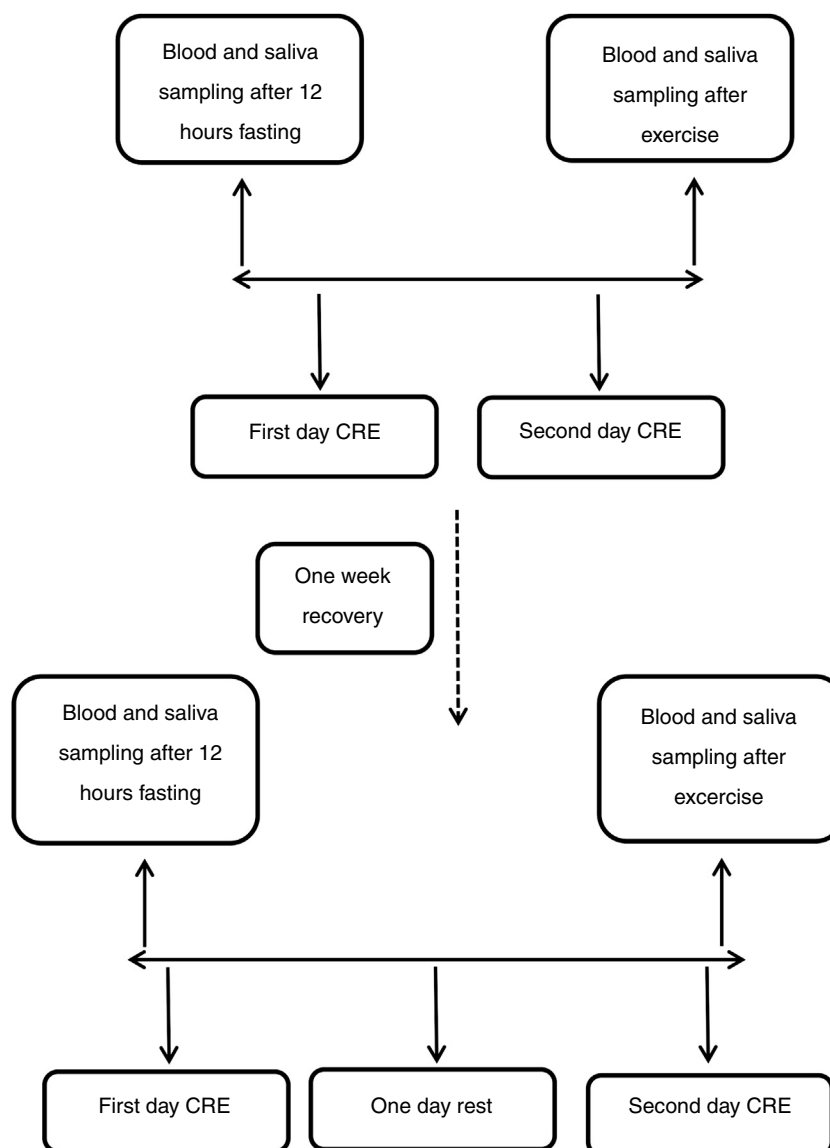 Blood and saliva
sampling after 12
hours fasting
Blood and saliva
sampling after
exercise
First day CRE
Second day CRE
One week
recovery
Blood and saliva
sampling after 12
hours fasting
Blood and saliva
sampling after
excercise
First day CRE
One day rest
Second day CRE